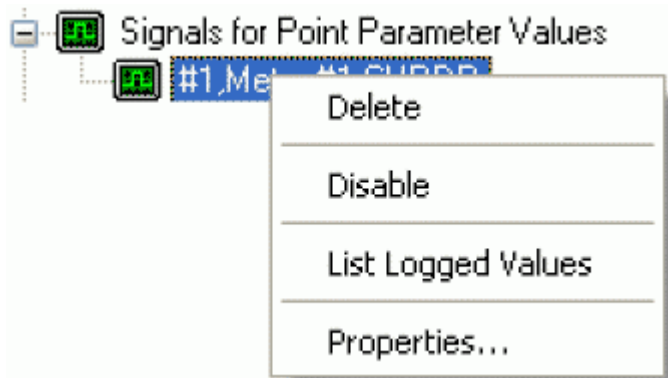 Signals for Point Parameter Values
#1,Me
Delete
Disable
List Logged Values
Properties...